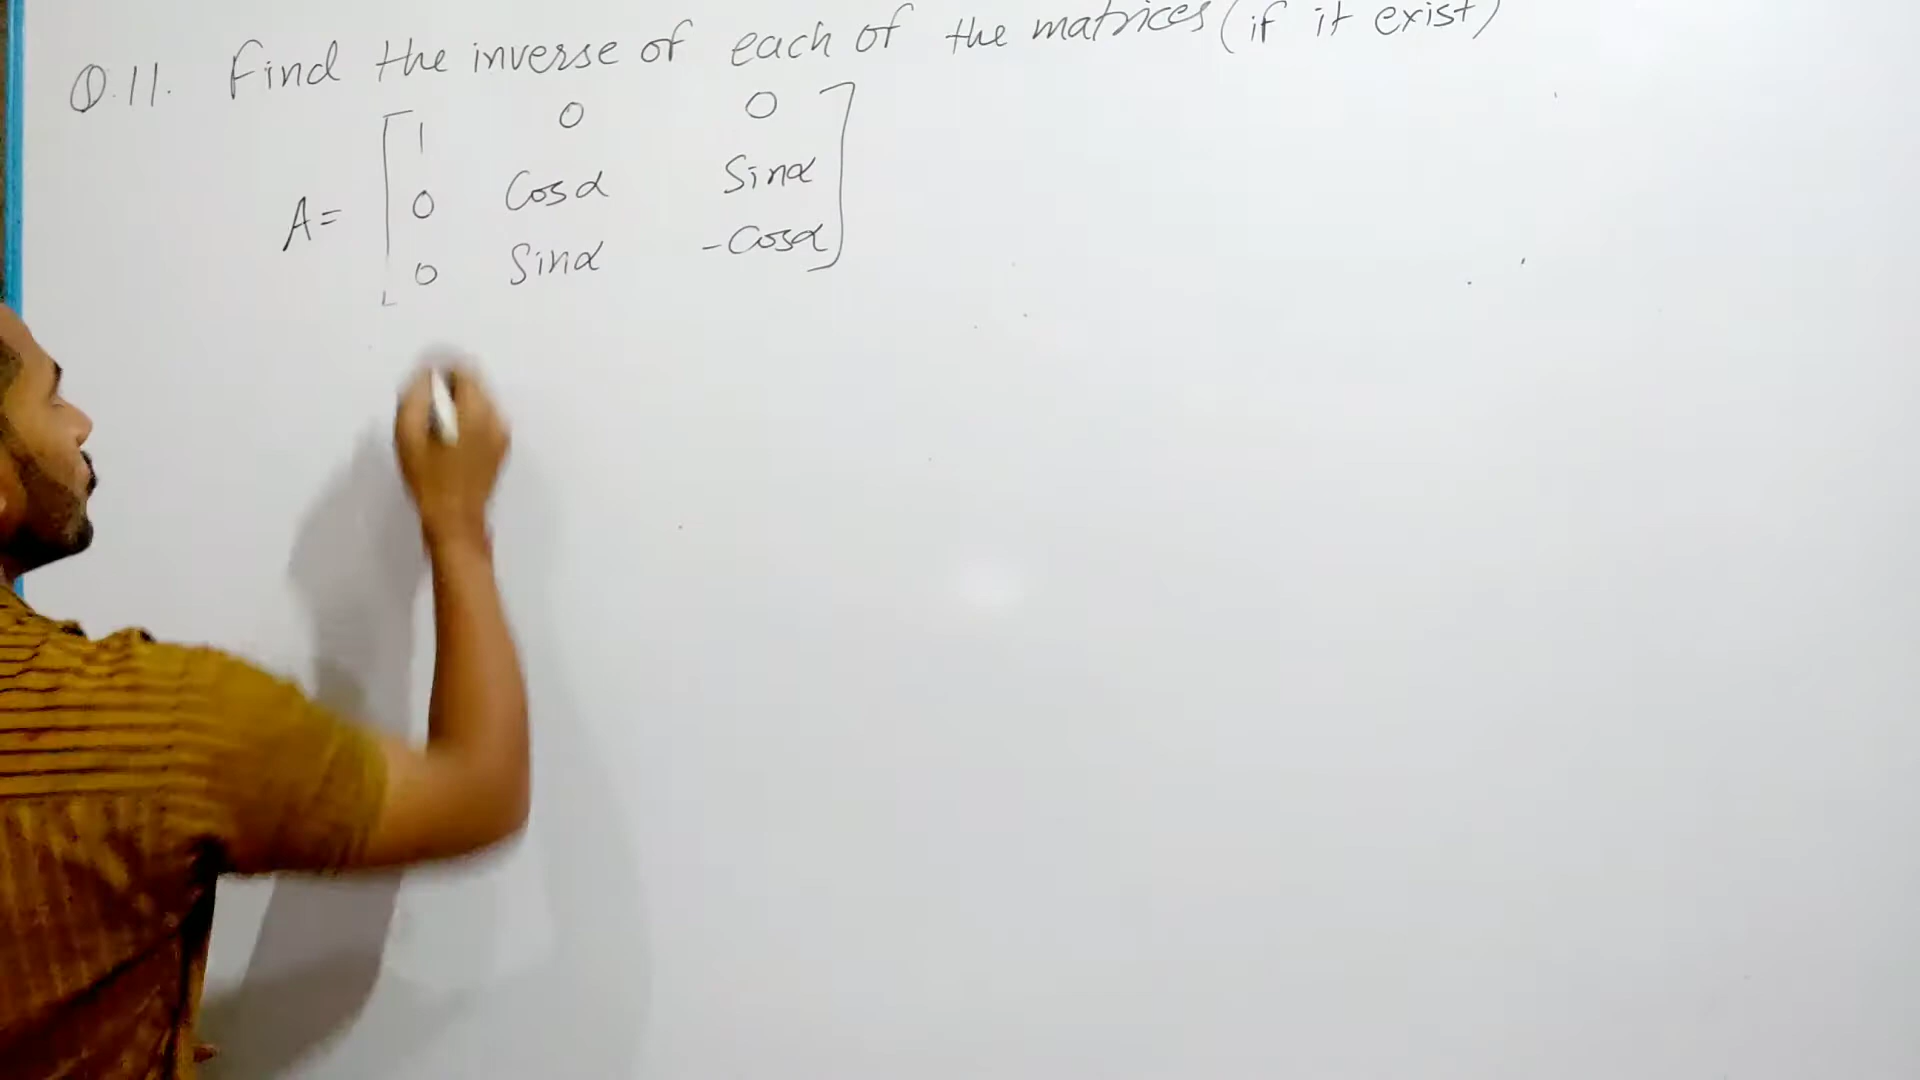 Q.11. Find the inverse of each of the matrices (if it exist)
1 0 0
A = 0 Cosα Sinα
0 Sinα -Cosα